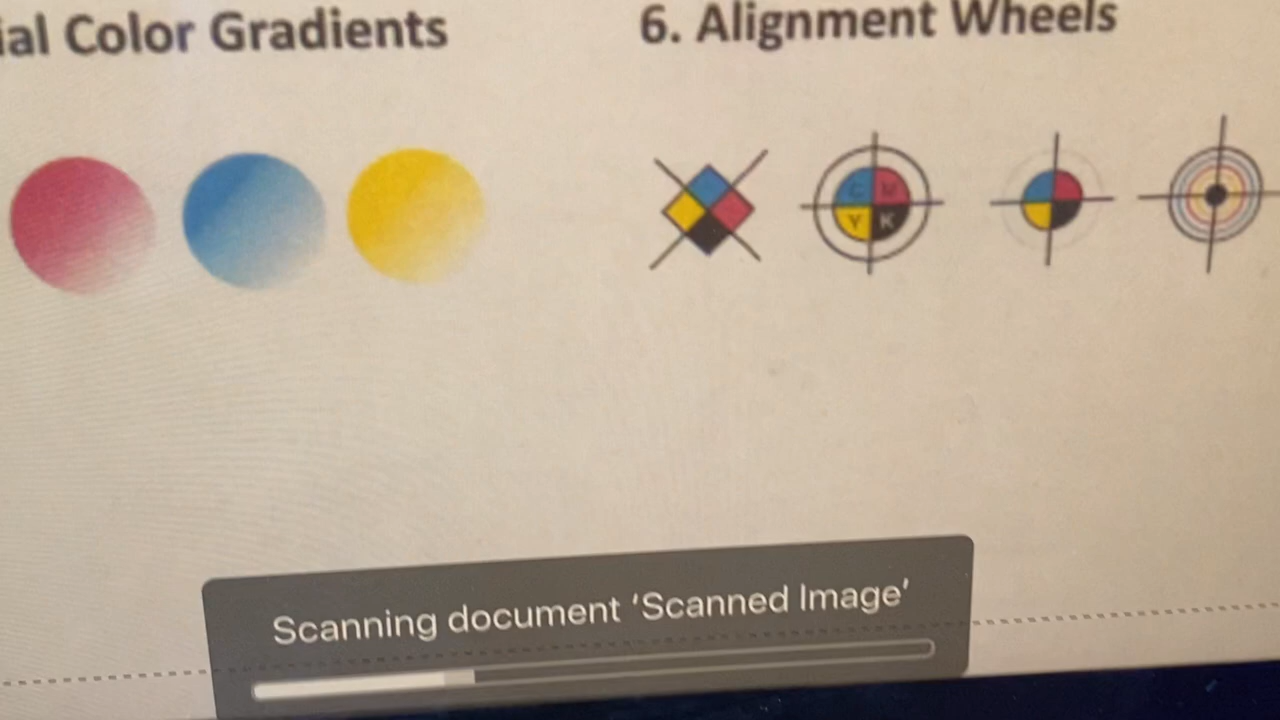 ial Color Gradients
6. Alignment Wheels
C M
Y K
Scanning document ‘Scanned Image’